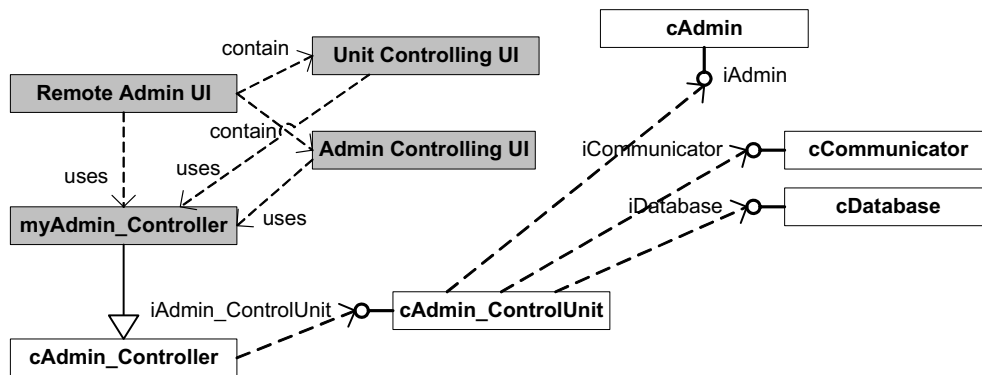 cAdmin
contain
Unit Controlling UI
iAdmin
Remote Admin UI
contain
iCommunicator
cCommunicator
Admin Controlling UI
uses
uses
iDatabase
cDatabase
uses
myAdmin_Controller
iAdmin_ControlUnit
cAdmin_ControlUnit
cAdmin_Controller